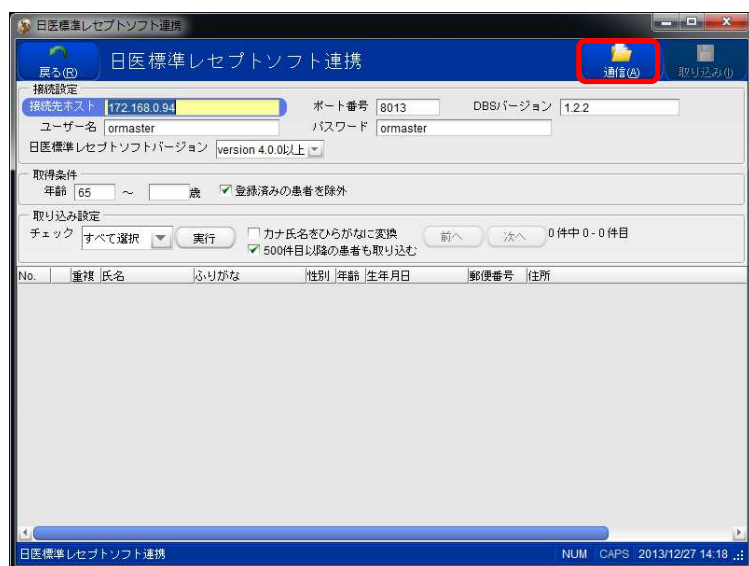 日医標準レセプトソフト連携
戻る(R) 日医標準レセプトソフト連携 通信(A) 取り込み(I)
接続設定
接続先ホスト 172.168.0.94 ポート番号 8013 DBSバージョン 1.2.2
ユーザー名 ormaster パスワード ormaster
日医標準レセプトソフトバージョン version 4.0.0以上
取得条件
年齢 65 ～ 歳 登録済みの患者を除外
取り込み設定
チェック すべて選択 実行 カナ氏名をひらがなに変換 前へ 次へ 0件中 0 - 0 件目
500件目以降の患者も取り込む
No. 重複 氏名 ふりがな 性別 年齢 生年月日 郵便番号 住所
日医標準レセプトソフト連携 NUM CAPS 2013/12/27 14:18